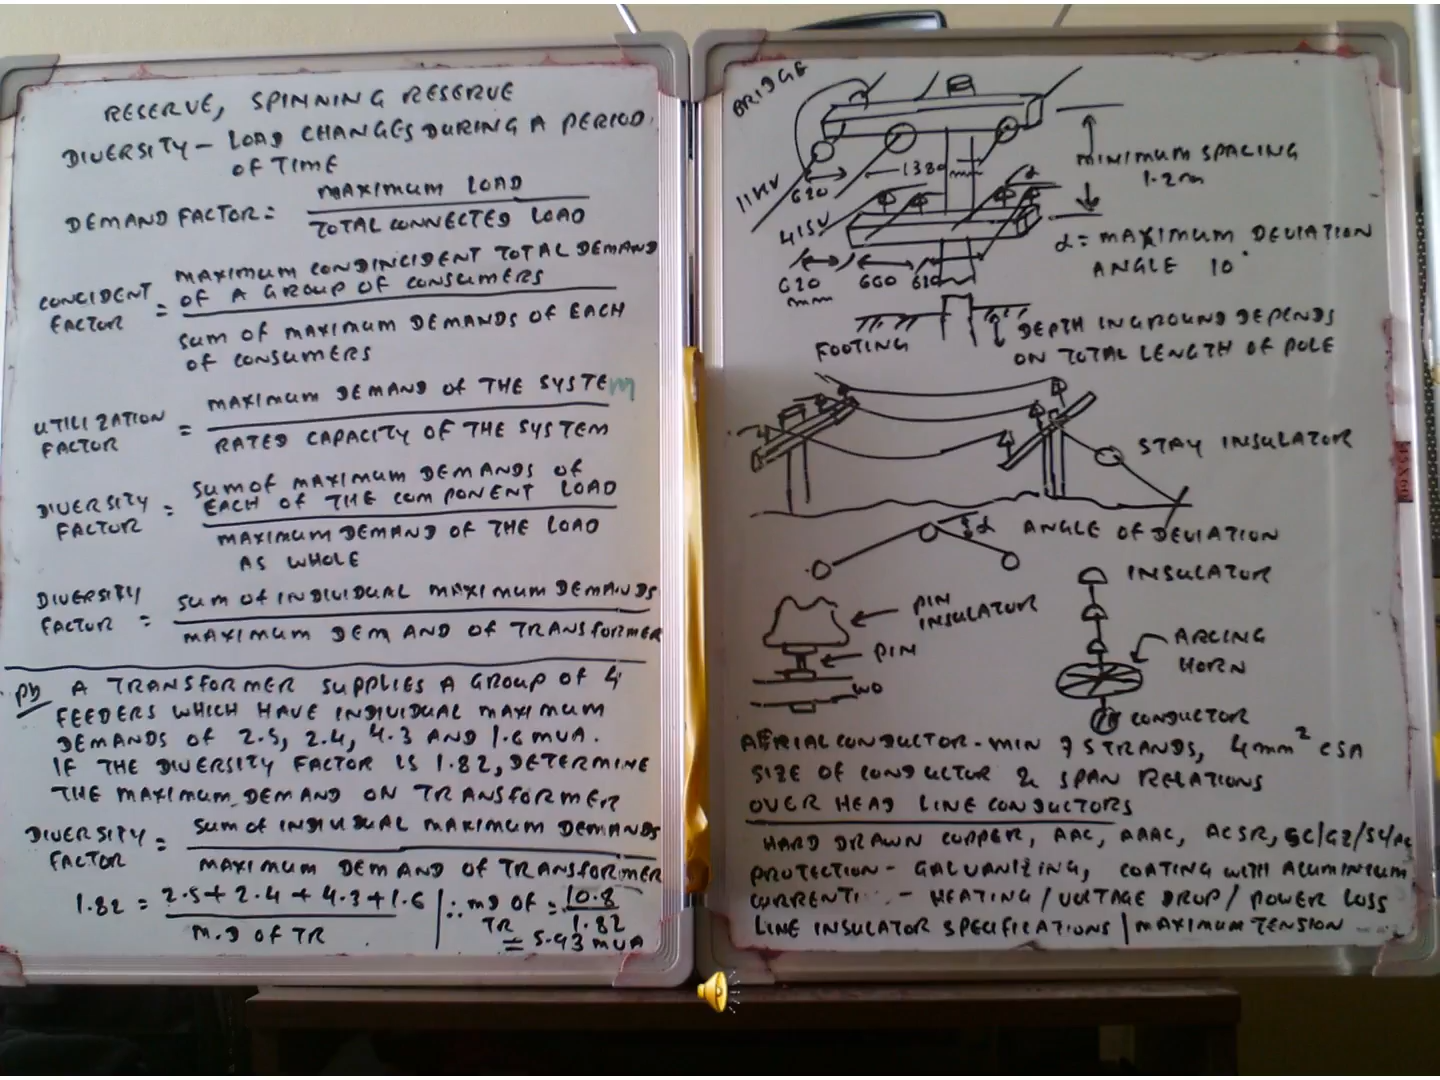 RESERVE, SPINNING RESERVE
DIVERSITY – LOAD CHANGES DURING A PERIOD
OF TIME
DEMAND FACTOR = MAXIMUM LOAD
TOTAL CONNECTED LOAD
CONCIDENT FACTOR = MAXIMUM CONDINCIDENT TOTAL DEMAND
OF A GROUP OF CONSUMERS
SUM OF MAXIMUM DEMANDS OF EACH
OF CONSUMERS
UTILIZATION FACTOR = MAXIMUM DEMAND OF THE SYSTEM
RATED CAPACITY OF THE SYSTEM
DIVERSITY FACTOR = SUM OF MAXIMUM DEMANDS OF
EACH OF THE COMPONENT LOAD
MAXIMUM DEMAND OF THE LOAD
AS WHOLE
DIVERSITY FACTOR = SUM OF INDIVIDUAL MAXIMUM DEMANDS
MAXIMUM DEMAND OF TRANSFORMER
Pb A TRANSFORMER SUPPLIES A GROUP OF 4
FEEDERS WHICH HAVE INDIVIDUAL MAXIMUM
DEMANDS OF 2.5, 2.4, 4.3 AND 1.6 MVA.
IF THE DIVERSITY FACTOR IS 1.82, DETERMINE
THE MAXIMUM DEMAND ON TRANSFORMER
DIVERSITY FACTOR = SUM OF INDIVIDUAL MAXIMUM DEMANDS
MAXIMUM DEMAND OF TRANSFORMER
1.82 = 2.5 + 2.4 + 4.3 + 1.6
M.D OF TR
∴ MD OF TR = 10.8
1.82
= 5.93 MVA
BRIDGE
11KV
620
1380
mm
α
MINIMUM SPACING
1.2m
415V
α = MAXIMUM DEVIATION
ANGLE 10°
620
mm
660
610
FOOTING
DEPTH IN GROUND DEPENDS
ON TOTAL LENGTH OF POLE
STAY INSULATOR
α ANGLE OF DEVIATION
INSULATOR
PIN
INSULATOR
PIN
ARCING
HORN
CONDUCTOR
AERIAL CONDUCTOR - MIN 7 STRANDS, 4mm² CSA
SIZE OF CONDUCTOR & SPAN RELATIONS
OVER HEAD LINE CONDUCTORS
HARD DRAWN COPPER, AAC, AAAC, ACSR, SC/GZ/SC/AC
PROTECTION - GALVANIZING, COATING WITH ALUMINIUM
CURRENT - HEATING / VOLTAGE DROP / POWER LOSS
LINE INSULATOR SPECIFICATIONS | MAXIMUM TENSION